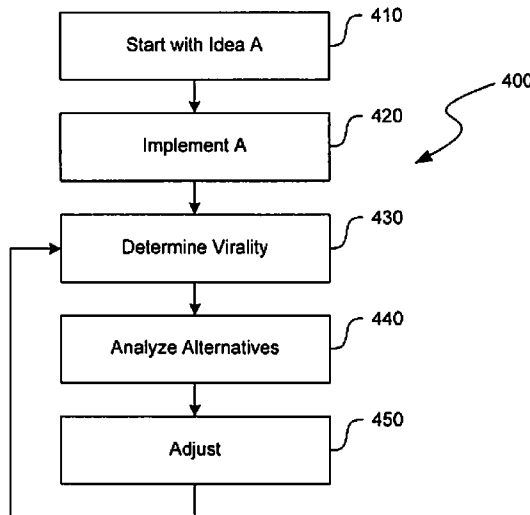 Start with Idea A
410
400
Implement A
420
Determine Virality
430
Analyze Alternatives
440
Adjust
450